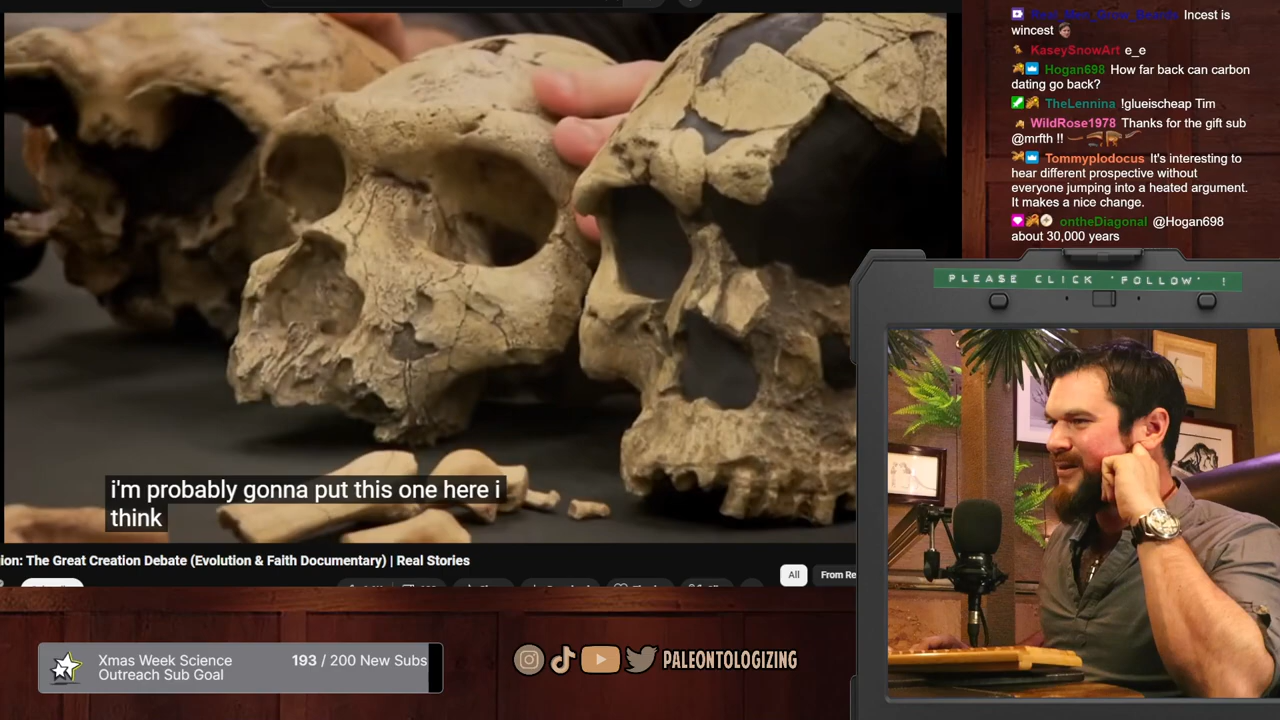 Incest is
wincest
KaseySnowArt e_e
Hogan698 How far back can carbon
dating go back?
TheLennina !glueischeap Tim
WildRose1978 Thanks for the gift sub
@mrfth !!
Tommyplodocus It's interesting to
hear different prospective without
everyone jumping into a heated argument.
It makes a nice change.
ontheDiagonal @Hogan698
about 30,000 years
PLEASE CLICK "FOLLOW" !
i'm probably gonna put this one here i
think
ion: The Great Creation Debate (Evolution & Faith Documentary) | Real Stories
All
From Re
Xmas Week Science
Outreach Sub Goal
193 / 200 New Subs
PALEONTOLOGIZING